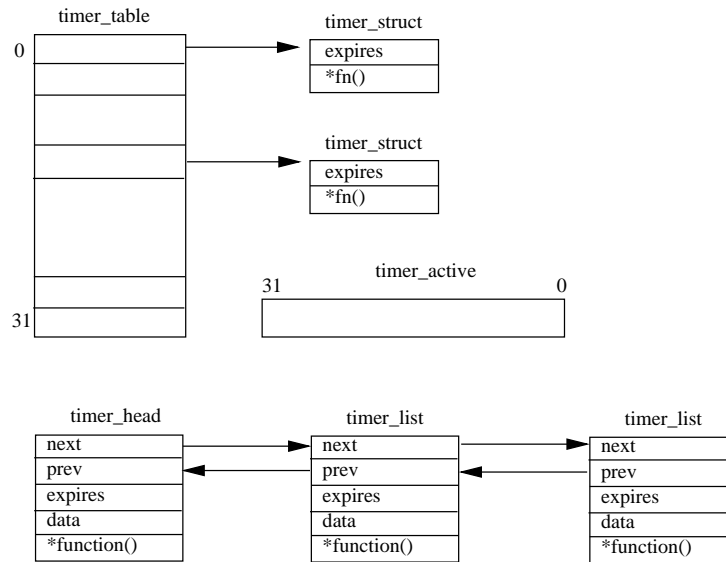 timer_table
0
31
timer_struct
expires
*fn()
timer_struct
expires
*fn()
timer_active
31 0
timer_head
next
prev
expires
data
*function()
timer_list
next
prev
expires
data
*function()
timer_list
next
prev
expires
data
*function()